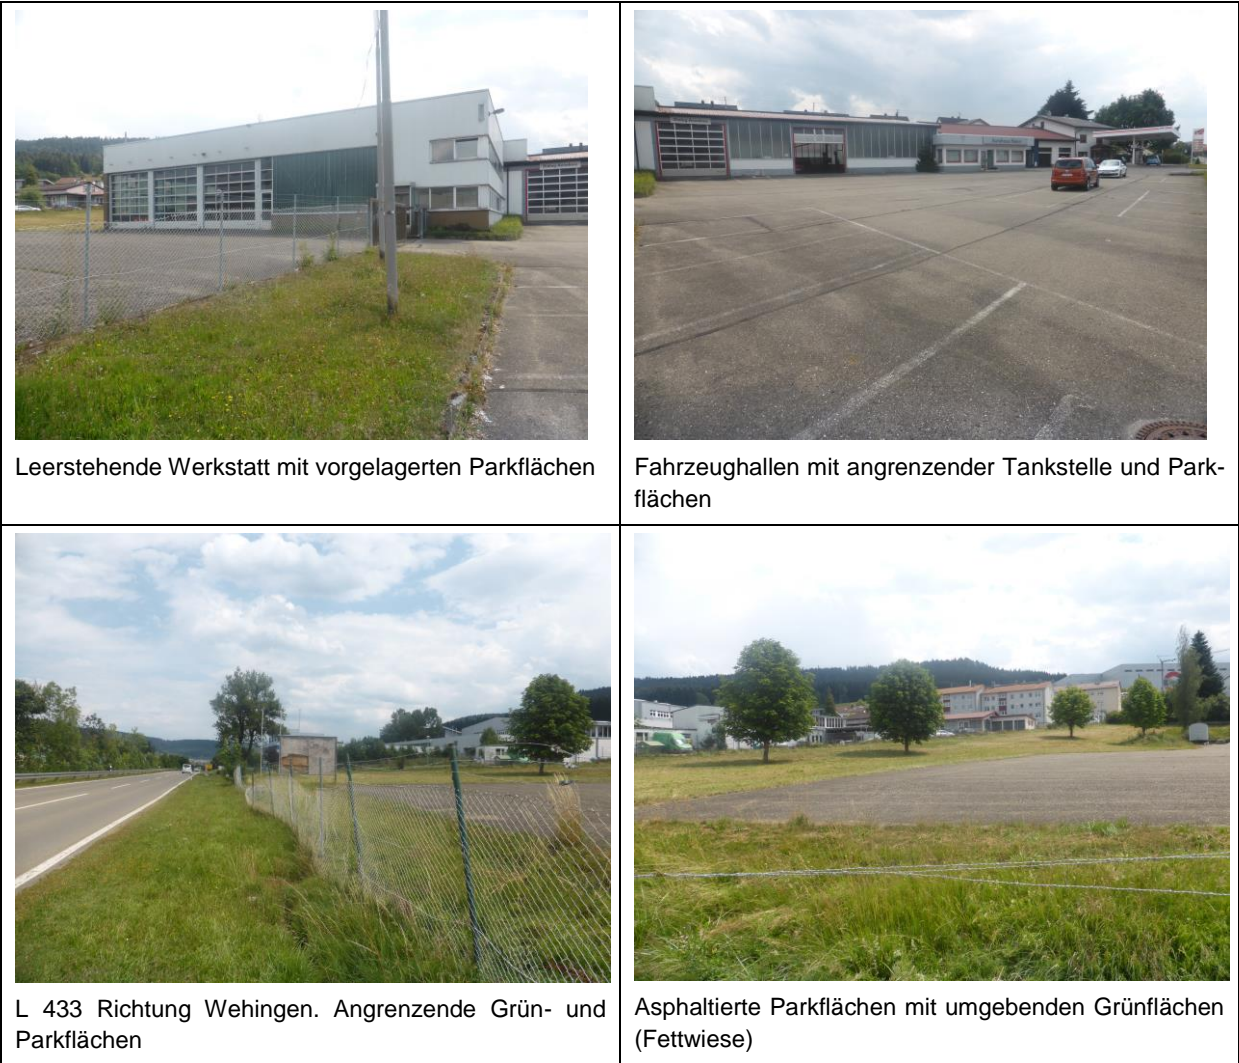 Leerstehende Werkstatt mit vorgelagerten Parkflächen
Fahrzeughallen mit angrenzender Tankstelle und Park-
flächen
L 433 Richtung Wehingen. Angrenzende Grün- und
Parkflächen
Asphaltierte Parkflächen mit umgebenden Grünflächen
(Fettwiese)